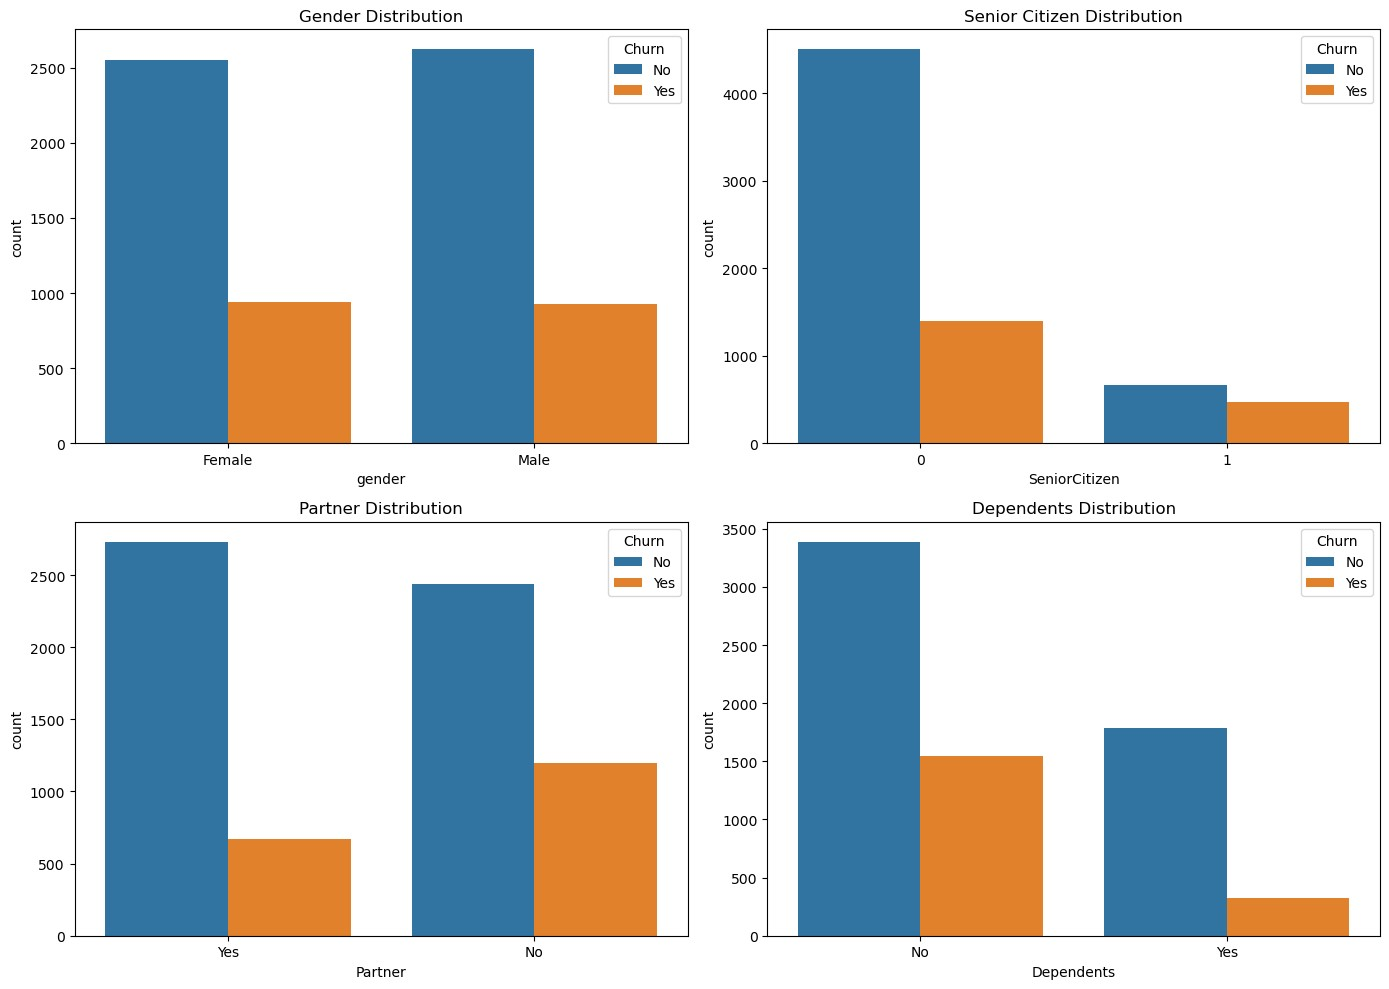 Gender Distribution
Churn
No
Yes
2500
2000
1500
1000
500
0
count
Female
Male
gender
Senior Citizen Distribution
Churn
No
Yes
4000
3000
2000
1000
0
count
0
1
SeniorCitizen
Partner Distribution
Churn
No
Yes
2500
2000
1500
1000
500
0
count
Yes
No
Partner
Dependents Distribution
Churn
No
Yes
3500
3000
2500
2000
1500
1000
500
0
count
No
Yes
Dependents